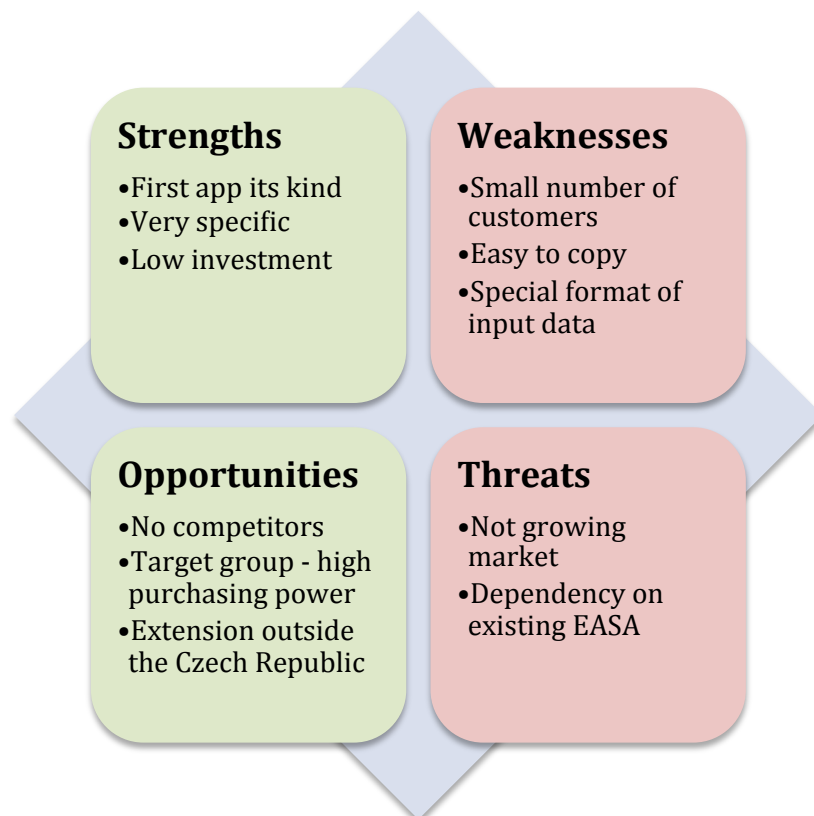 Strengths
•First app its kind
•Very specific
•Low investment
Weaknesses
•Small number of
customers
•Easy to copy
•Special format of
input data
Opportunities
•No competitors
•Target group - high
purchasing power
•Extension outside
the Czech Republic
Threats
•Not growing
market
•Dependency on
existing EASA